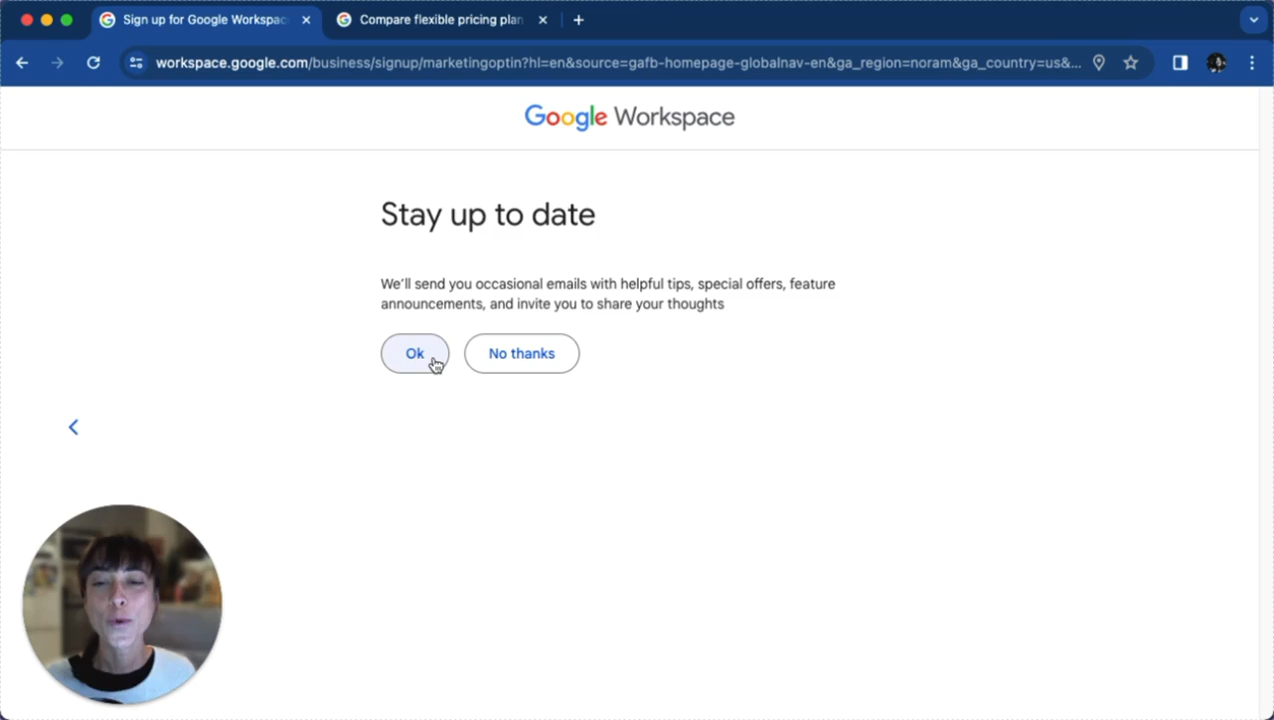 Sign up for Google Workspac
Compare flexible pricing plan
workspace.google.com/business/signup/marketingoptin?hl=en&source=gafb-homepage-globalnav-en&ga_region=noram&ga_country=us&...
Google Workspace
Stay up to date
We'll send you occasional emails with helpful tips, special offers, feature
announcements, and invite you to share your thoughts
Ok
No thanks